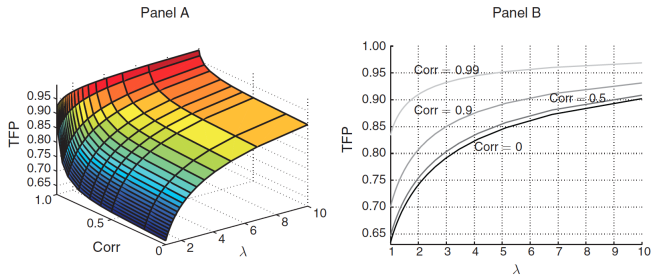 Panel A
TFP
0.95
0.90
0.85
0.80
0.75
0.70
0.65
1.0
0.5
0
Corr
2
4
6
8
10
λ
Panel B
TFP
1.00
0.95
0.90
0.85
0.80
0.75
0.70
0.65
Corr = 0.99
Corr = 0.9
Corr = 0.5
Corr = 0
1 2 3 4 5 6 7 8 9 10
λ